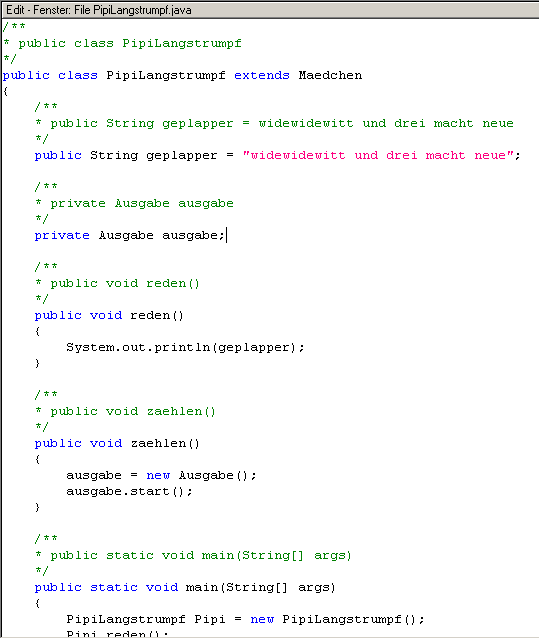 Edit - Fenster: File PipiLangstrumpf.java
/**
* public class PipiLangstrumpf
*/
public class PipiLangstrumpf extends Maedchen
{
    /**
    * public String geplapper = widewidewitt und drei macht neue
    */
    public String geplapper = "widewidewitt und drei macht neue";

    /**
    * private Ausgabe ausgabe
    */
    private Ausgabe ausgabe;

    /**
    * public void reden()
    */
    public void reden()
    {
        System.out.println(geplapper);
    }

    /**
    * public void zaehlen()
    */
    public void zaehlen()
    {
        ausgabe = new Ausgabe();
        ausgabe.start();
    }

    /**
    * public static void main(String[] args)
    */
    public static void main(String[] args)
    {
        PipiLangstrumpf Pipi = new PipiLangstrumpf();
        Pipi.reden();